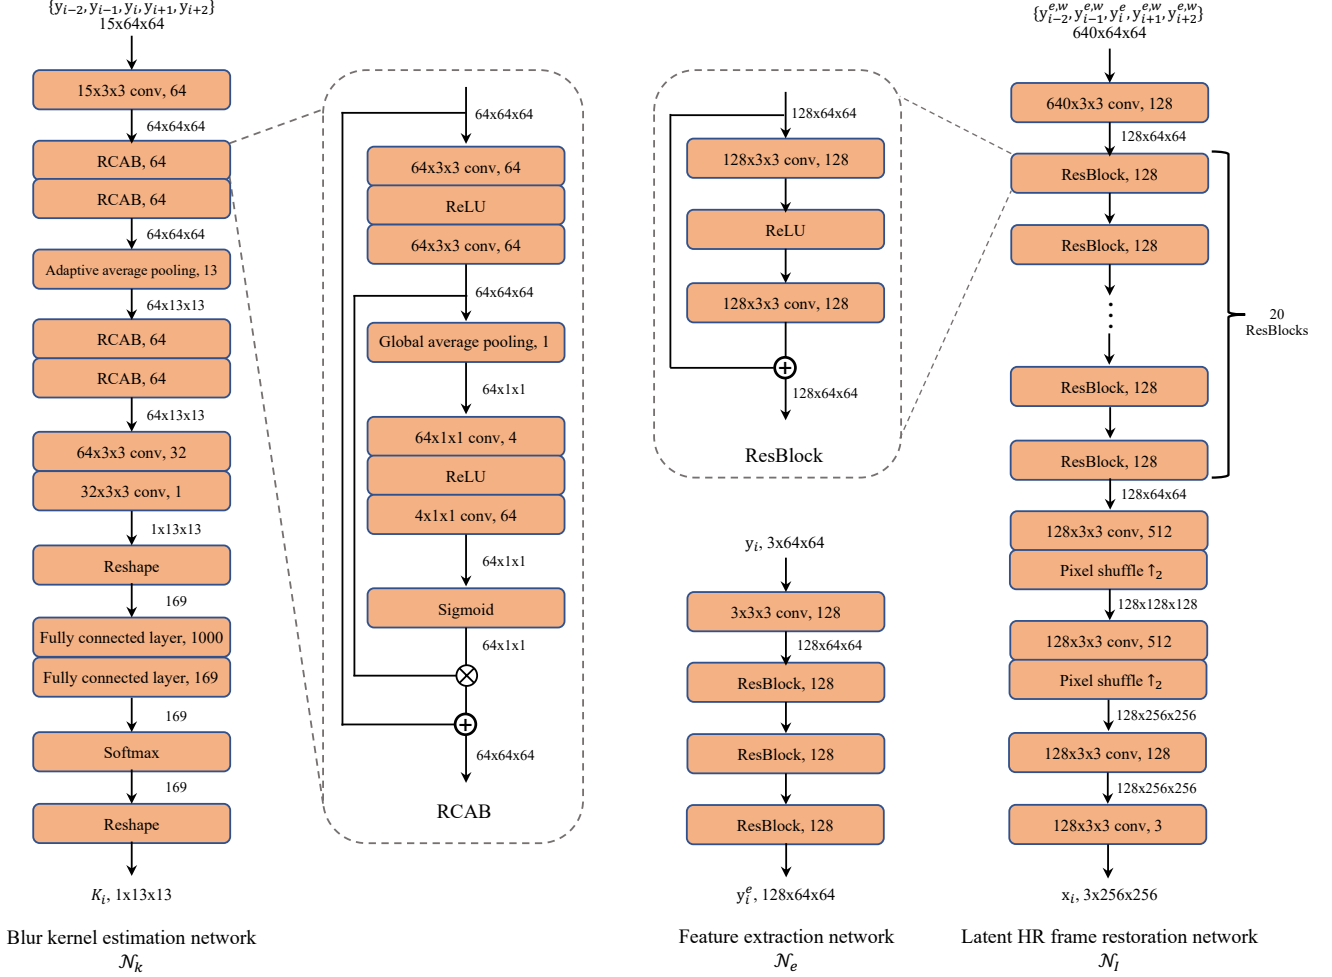 {y_{i−2}, y_{i−1}, y_i, y_{i+1}, y_{i+2}}
15x64x64
15x3x3 conv, 64
64x64x64
RCAB, 64
RCAB, 64
64x64x64
Adaptive average pooling, 13
64x13x13
RCAB, 64
RCAB, 64
64x13x13
64x3x3 conv, 32
32x3x3 conv, 1
1x13x13
Reshape
169
Fully connected layer, 1000
Fully connected layer, 169
169
Softmax
169
Reshape
K_i, 1x13x13
Blur kernel estimation network
𝒩_k
64x64x64
64x3x3 conv, 64
ReLU
64x3x3 conv, 64
64x64x64
Global average pooling, 1
64x1x1
64x1x1 conv, 4
ReLU
4x1x1 conv, 64
64x1x1
Sigmoid
64x1x1
64x64x64
RCAB
128x64x64
128x3x3 conv, 128
ReLU
128x3x3 conv, 128
128x64x64
ResBlock
y_i, 3x64x64
3x3x3 conv, 128
128x64x64
ResBlock, 128
ResBlock, 128
ResBlock, 128
y_i^e, 128x64x64
Feature extraction network
𝒩_e
{y_{i−2}^{e,w}, y_{i−1}^{e,w}, y_i^e, y_{i+1}^{e,w}, y_{i+2}^{e,w}}
640x64x64
640x3x3 conv, 128
128x64x64
ResBlock, 128
ResBlock, 128
20
ResBlocks
ResBlock, 128
ResBlock, 128
128x64x64
128x3x3 conv, 512
Pixel shuffle ↑_2
128x128x128
128x3x3 conv, 512
Pixel shuffle ↑_2
128x256x256
128x3x3 conv, 128
128x256x256
128x3x3 conv, 3
x_i, 3x256x256
Latent HR frame restoration network
𝒩_I